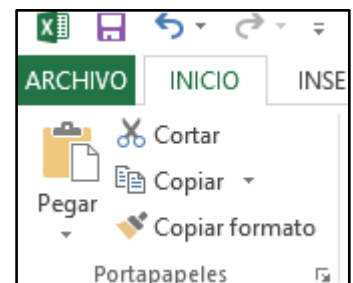 ARCHIVO INICIO INSE
Cortar
Copiar
Pegar
Copiar formato
Portapapeles